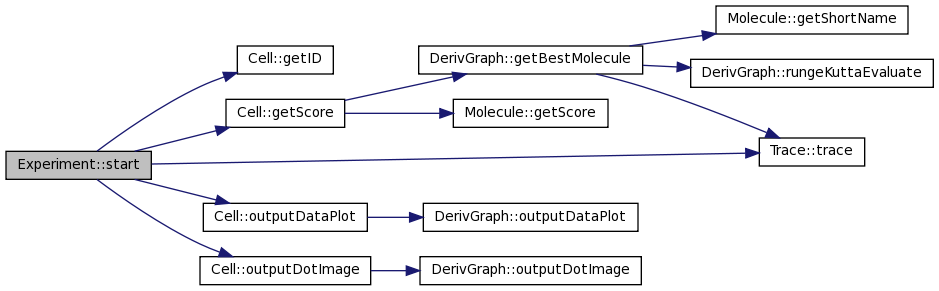 Molecule::getShortName
Cell::getID
DerivGraph::getBestMolecule
DerivGraph::rungeKuttaEvaluate
Cell::getScore
Molecule::getScore
Trace::trace
Experiment::start
Cell::outputDataPlot
DerivGraph::outputDataPlot
Cell::outputDotImage
DerivGraph::outputDotImage